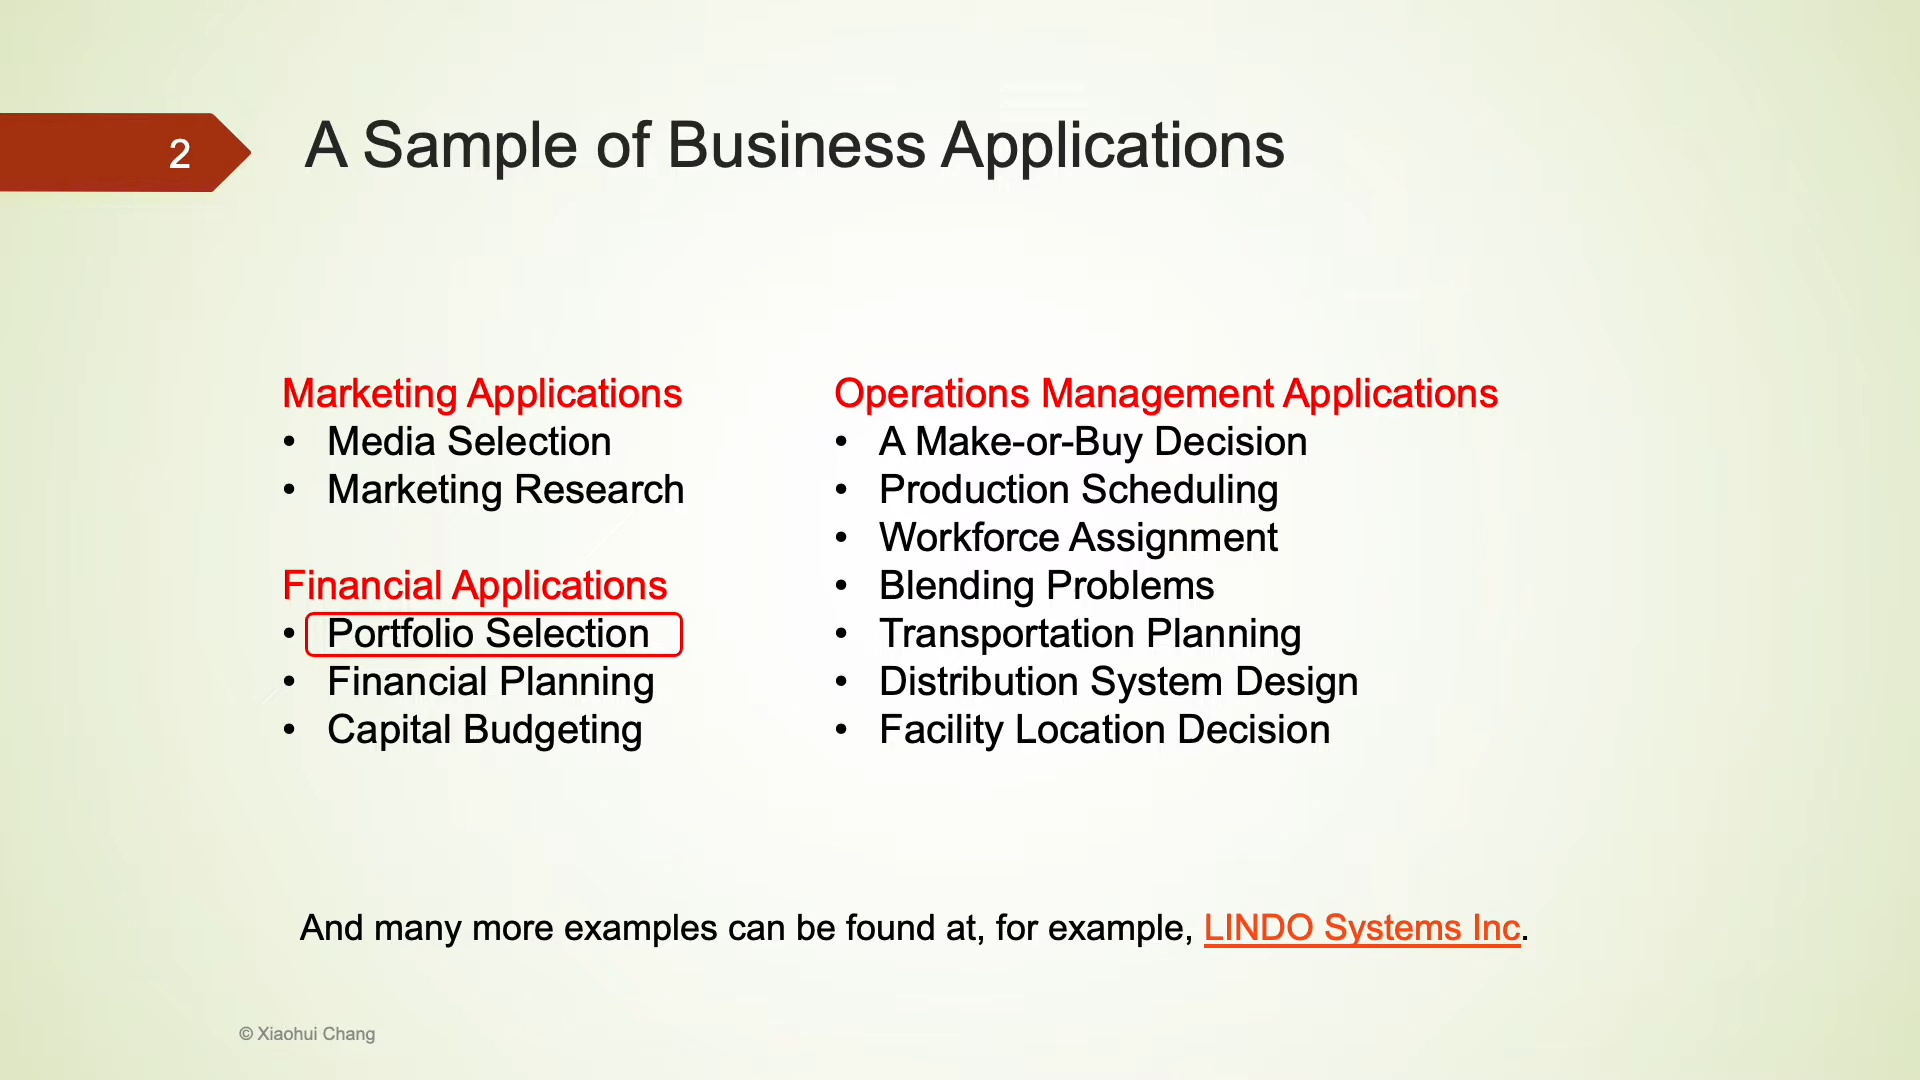 2
A Sample of Business Applications
Marketing Applications
• Media Selection
• Marketing Research
Financial Applications
• Portfolio Selection
• Financial Planning
• Capital Budgeting
Operations Management Applications
• A Make-or-Buy Decision
• Production Scheduling
• Workforce Assignment
• Blending Problems
• Transportation Planning
• Distribution System Design
• Facility Location Decision
And many more examples can be found at, for example, LINDO Systems Inc.
© Xiaohui Chang